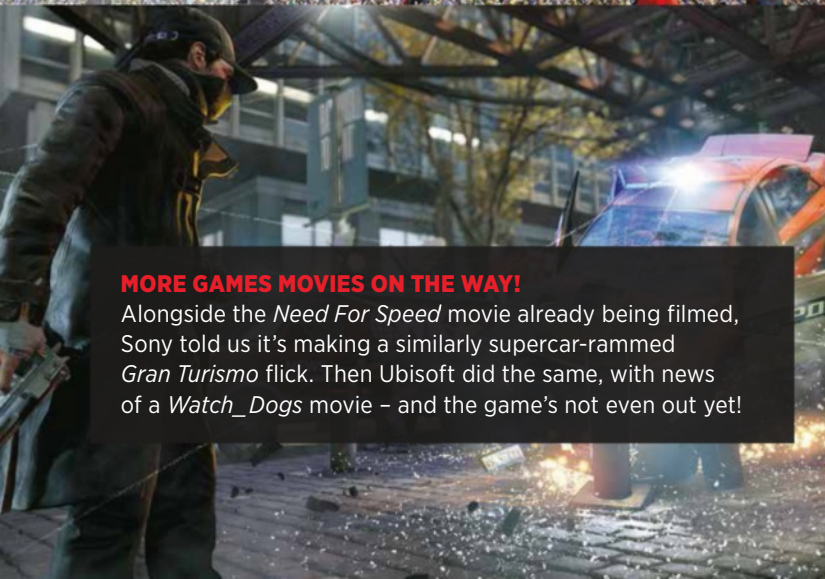 MORE GAMES MOVIES ON THE WAY!
Alongside the Need For Speed movie already being filmed,
Sony told us it's making a similarly supercar-rammed
Gran Turismo flick. Then Ubisoft did the same, with news
of a Watch_Dogs movie – and the game's not even out yet!